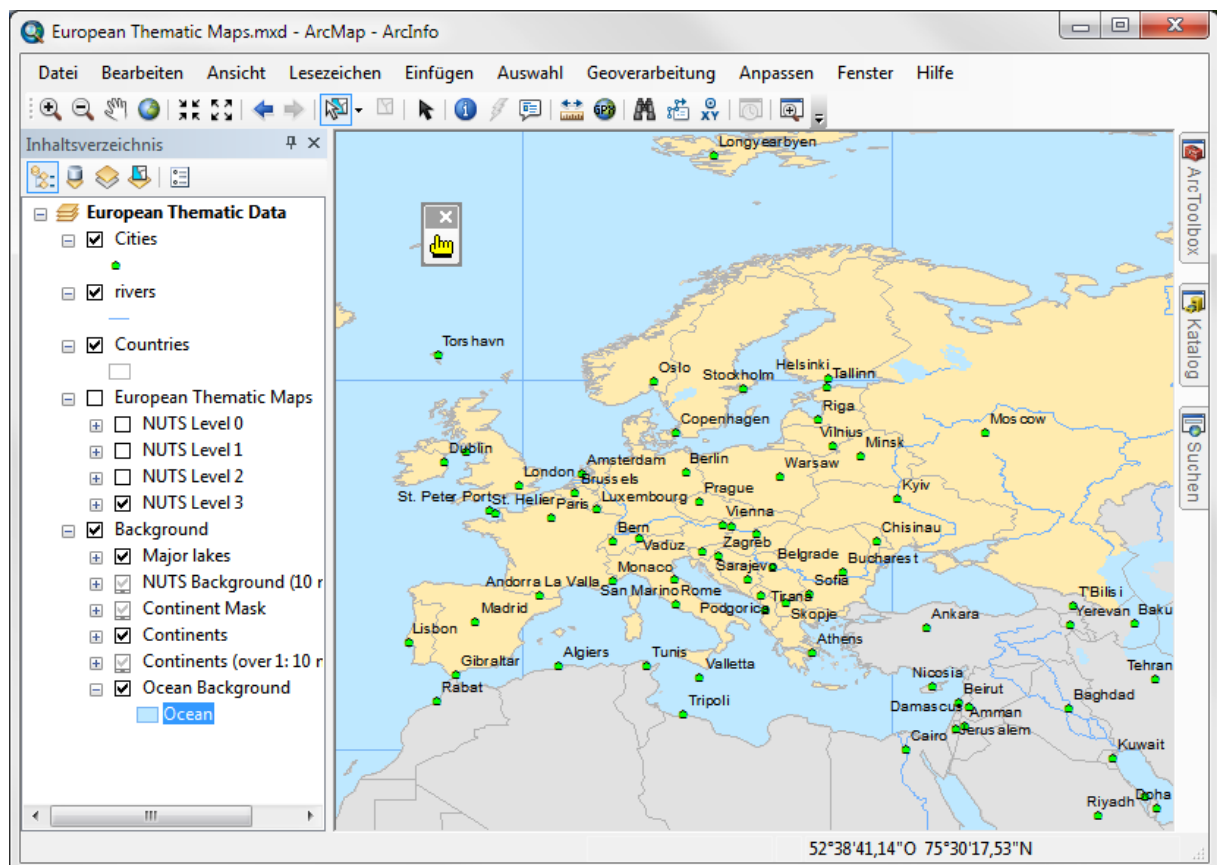 European Thematic Maps.mxd - ArcMap - ArcInfo
Datei Bearbeiten Ansicht Lesezeichen Einfügen Auswahl Geoverarbeitung Anpassen Fenster Hilfe
Inhaltsverzeichnis
European Thematic Data
Cities
rivers
Countries
European Thematic Maps
NUTS Level 0
NUTS Level 1
NUTS Level 2
NUTS Level 3
Background
Major lakes
NUTS Background (10 r
Continent Mask
Continents
Continents (over 1: 10 r
Ocean Background
Ocean
GPS
XY
Longyearbyen
Torshavn
Oslo
Stockholm
Helsinki
Tallinn
Riga
Copenhagen
Moscow
Vilnius
Minsk
Dublin
London
Amsterdam
Berlin
Warsaw
Brussels
Prague
Kyiv
St. Peter Port
St. Helier
Paris
Luxembourg
Vienna
Chisinau
Bern
Vaduz
Zagreb
Belgrade
Bucharest
Monaco
Sarajevo
Sofia
Andorra La Valla
San Marino
Rome
Tirana
T'Bilisi
Madrid
Podgorica
Skopje
Ankara
Yerevan
Baku
Lisbon
Athens
Gibraltar
Algiers
Tunis
Valletta
Nicosia
Tehran
Rabat
Beirut
Baghdad
Tripoli
Damascus
Amman
Cairo
Jerusalem
Kuwait
Riyadh
Doha
ArcToolbox
Katalog
Suchen
52°38'41,14"O 75°30'17,53"N